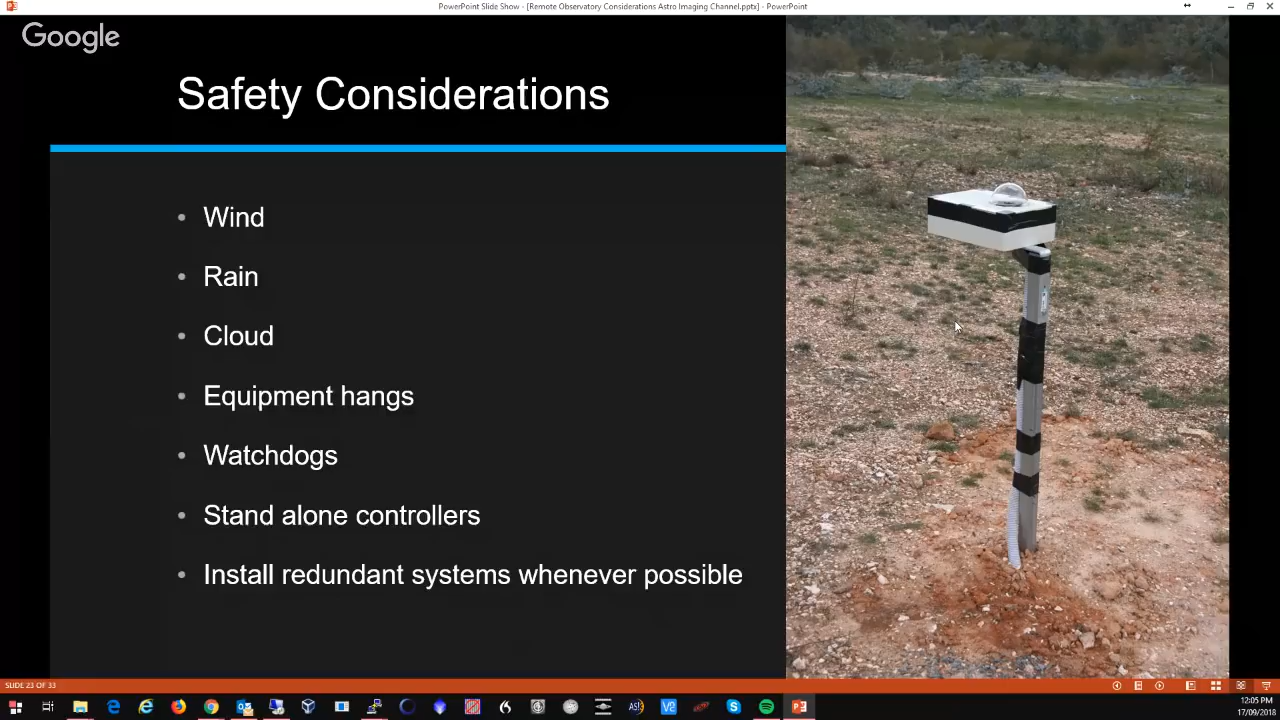 PowerPoint Slide Show - [Remote Observatory Considerations Astro Imaging Channel.pptx] - PowerPoint
Google
Safety Considerations
• Wind
• Rain
• Cloud
• Equipment hangs
• Watchdogs
• Stand alone controllers
• Install redundant systems whenever possible
SLIDE 23 OF 33
12:05 PM
17/09/2018